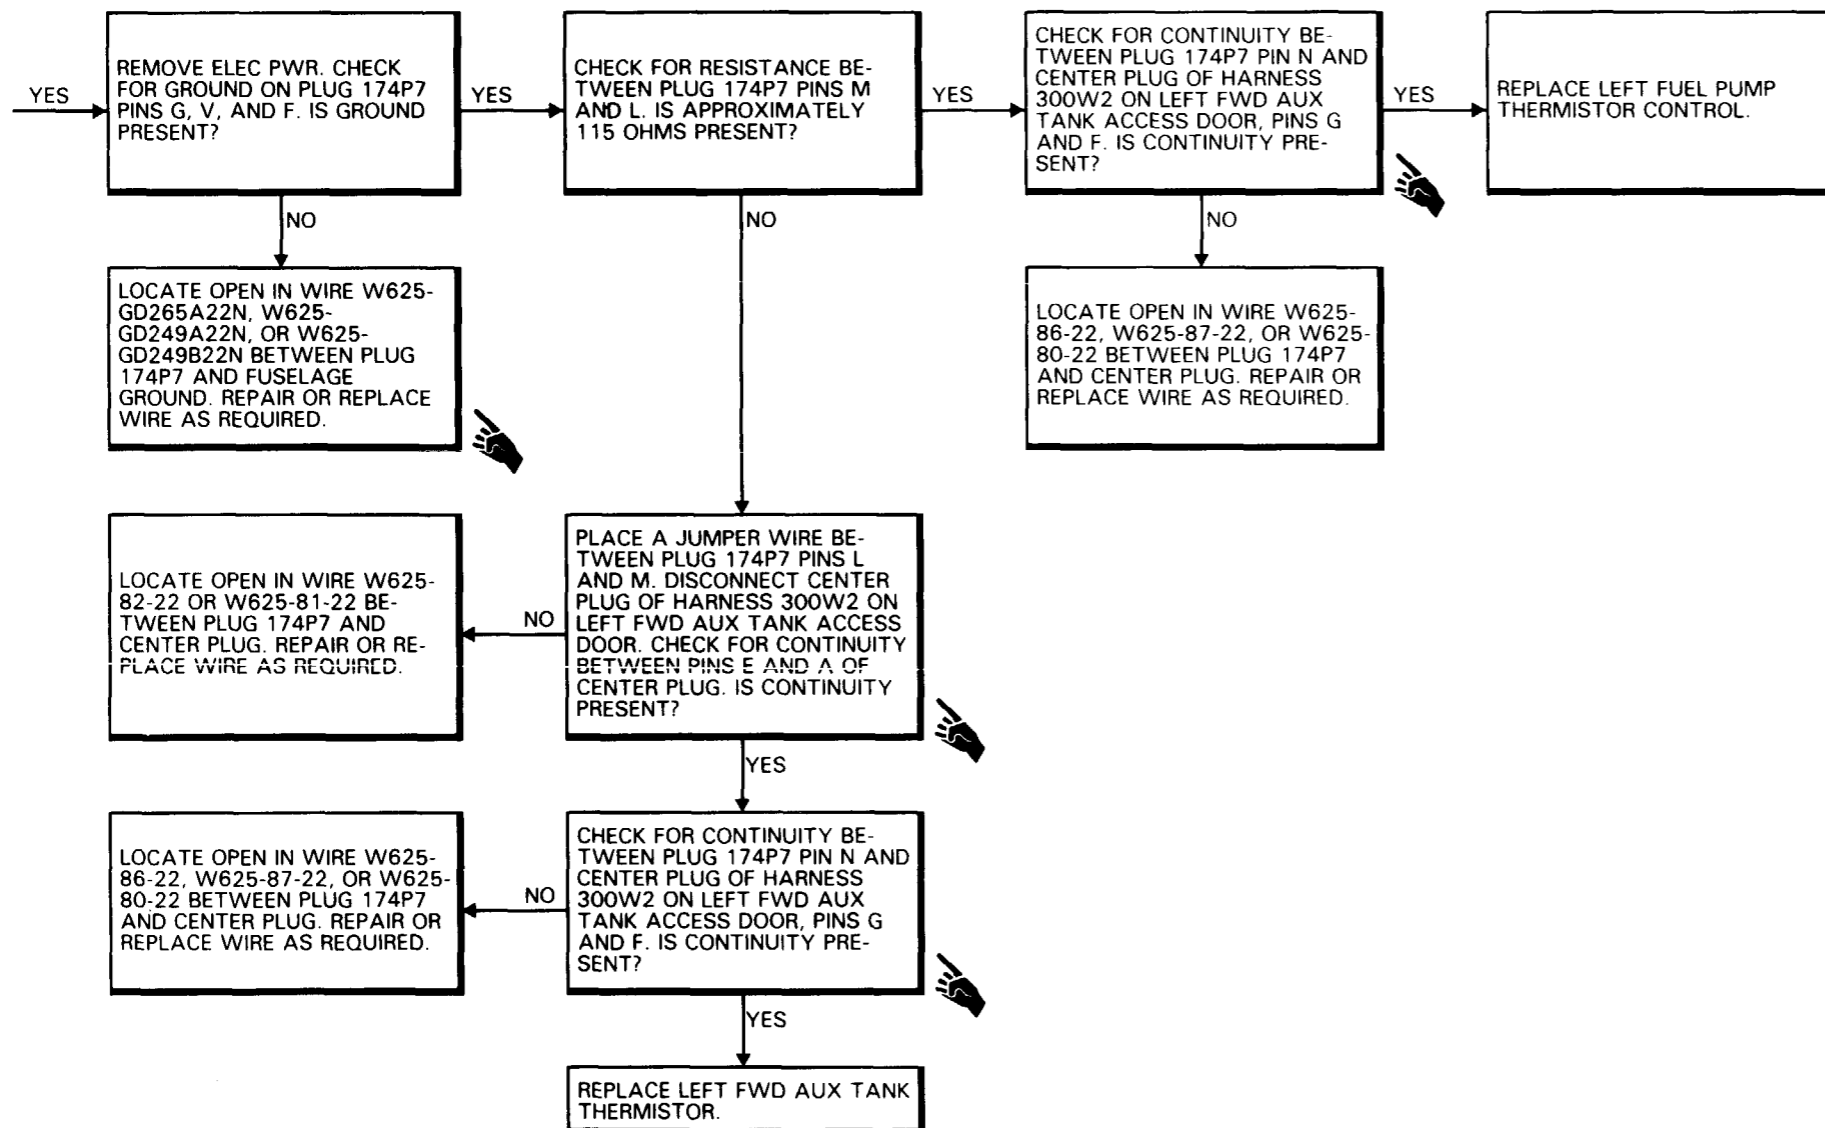 YES
REMOVE ELEC PWR. CHECK
FOR GROUND ON PLUG 174P7
PINS G, V, AND F. IS GROUND
PRESENT?
YES
CHECK FOR RESISTANCE BE-
TWEEN PLUG 174P7 PINS M
AND L. IS APPROXIMATELY
115 OHMS PRESENT?
YES
CHECK FOR CONTINUITY BE-
TWEEN PLUG 174P7 PIN N AND
CENTER PLUG OF HARNESS
300W2 ON LEFT FWD AUX
TANK ACCESS DOOR, PINS G
AND F. IS CONTINUITY PRE-
SENT?
YES
REPLACE LEFT FUEL PUMP
THERMISTOR CONTROL.
NO
NO
NO
LOCATE OPEN IN WIRE W625-
GD265A22N, W625-
GD249A22N, OR W625-
GD249B22N BETWEEN PLUG
174P7 AND FUSELAGE
GROUND. REPAIR OR REPLACE
WIRE AS REQUIRED.
LOCATE OPEN IN WIRE W625-
86-22, W625-87-22, OR W625-
80-22 BETWEEN PLUG 174P7
AND CENTER PLUG. REPAIR OR
REPLACE WIRE AS REQUIRED.
PLACE A JUMPER WIRE BE-
TWEEN PLUG 174P7 PINS L
AND M. DISCONNECT CENTER
PLUG OF HARNESS 300W2 ON
LEFT FWD AUX TANK ACCESS
DOOR. CHECK FOR CONTINUITY
BETWEEN PINS E AND A OF
CENTER PLUG. IS CONTINUITY
PRESENT?
NO
LOCATE OPEN IN WIRE W625-
82-22 OR W625-81-22 BE-
TWEEN PLUG 174P7 AND
CENTER PLUG. REPAIR OR RE-
PLACE WIRE AS REQUIRED.
YES
CHECK FOR CONTINUITY BE-
TWEEN PLUG 174P7 PIN N AND
CENTER PLUG OF HARNESS
300W2 ON LEFT FWD AUX
TANK ACCESS DOOR, PINS G
AND F. IS CONTINUITY PRE-
SENT?
NO
LOCATE OPEN IN WIRE W625-
86-22, W625-87-22, OR W625-
80-22 BETWEEN PLUG 174P7
AND CENTER PLUG. REPAIR OR
REPLACE WIRE AS REQUIRED.
YES
REPLACE LEFT FWD AUX TANK
THERMISTOR.